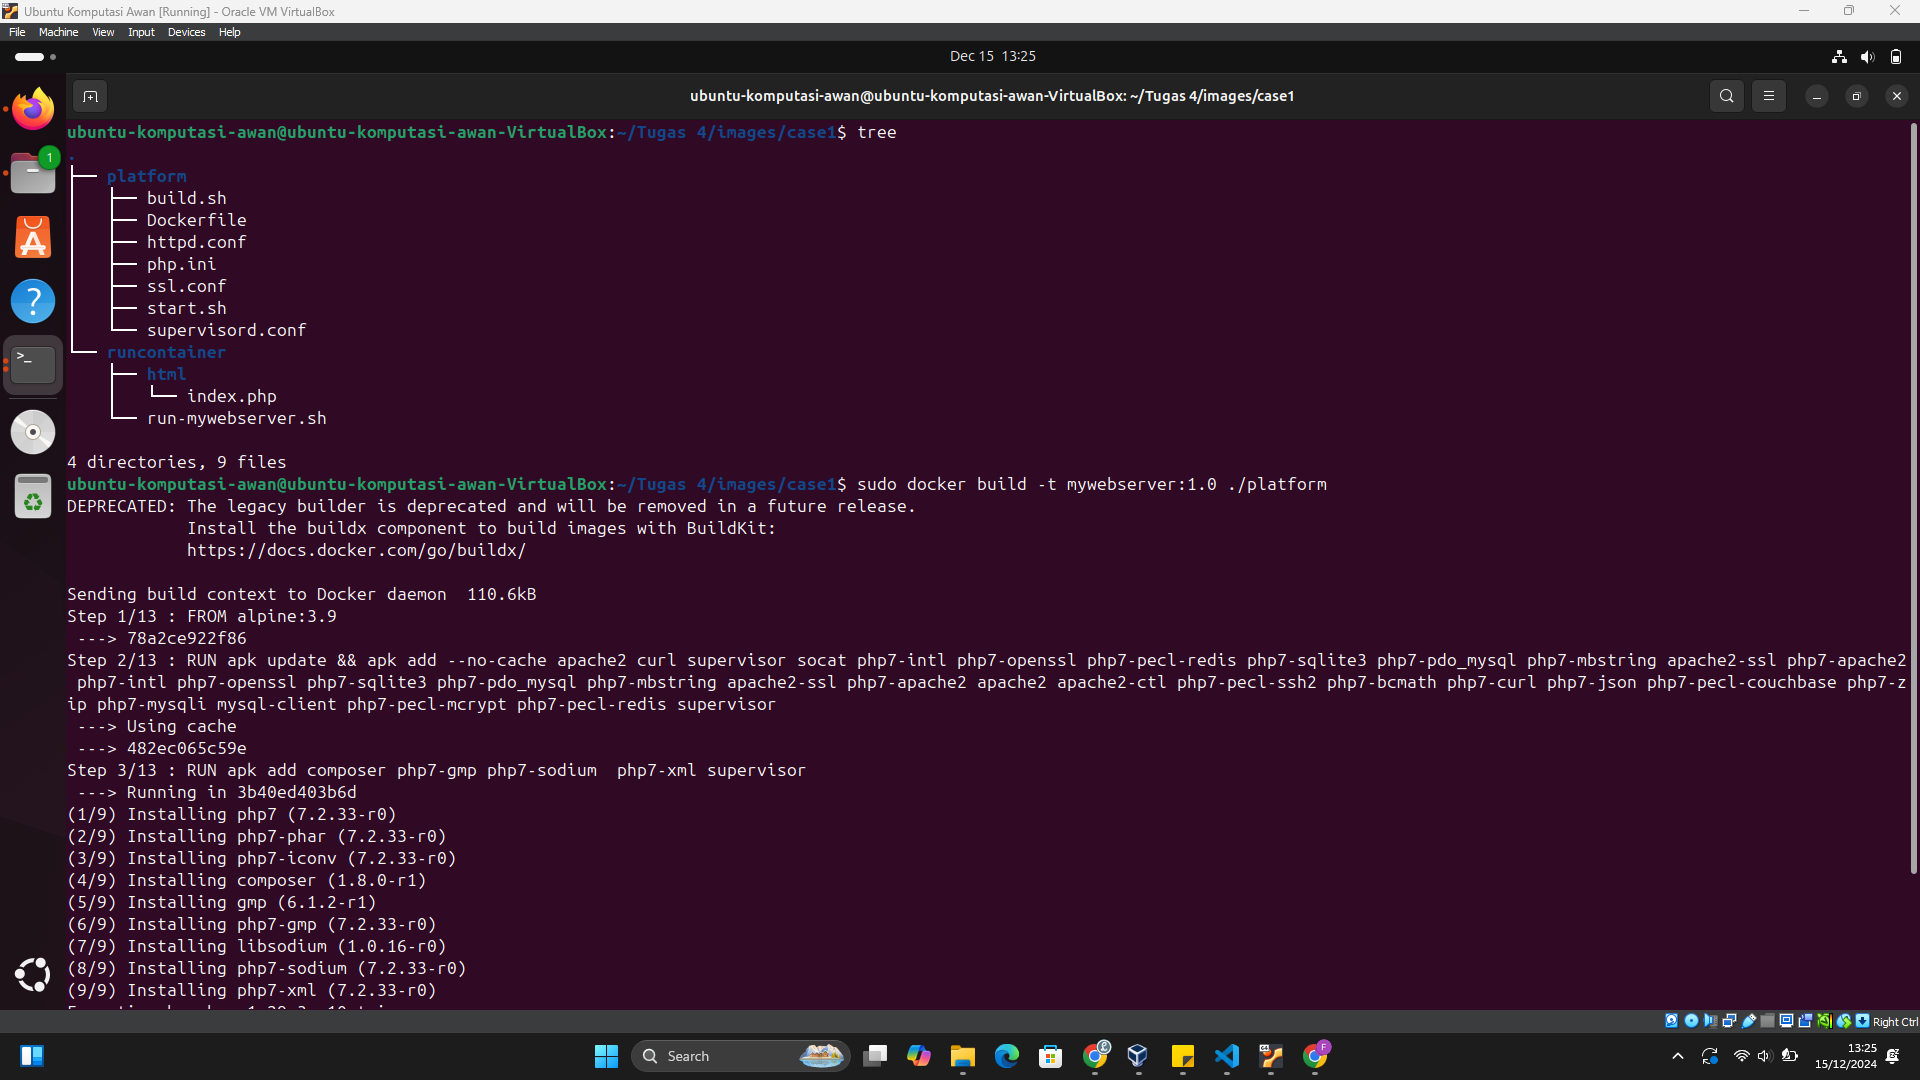 Ubuntu Komputasi Awan [Running] - Oracle VM VirtualBox
File Machine View Input Devices Help
Dec 15 13:25
ubuntu-komputasi-awan@ubuntu-komputasi-awan-VirtualBox: ~/Tugas 4/images/case1
1
ubuntu-komputasi-awan@ubuntu-komputasi-awan-VirtualBox:~/Tugas 4/images/case1$ tree
.
├── platform
│   ├── build.sh
│   ├── Dockerfile
│   ├── httpd.conf
│   ├── php.ini
│   ├── ssl.conf
│   ├── start.sh
│   └── supervisord.conf
└── runcontainer
    ├── html
    │   └── index.php
    └── run-mywebserver.sh
4 directories, 9 files
ubuntu-komputasi-awan@ubuntu-komputasi-awan-VirtualBox:~/Tugas 4/images/case1$ sudo docker build -t mywebserver:1.0 ./platform
DEPRECATED: The legacy builder is deprecated and will be removed in a future release.
            Install the buildx component to build images with BuildKit:
            https://docs.docker.com/go/buildx/
Sending build context to Docker daemon  110.6kB
Step 1/13 : FROM alpine:3.9
 ---> 78a2ce922f86
Step 2/13 : RUN apk update && apk add --no-cache apache2 curl supervisor socat php7-intl php7-openssl php7-pecl-redis php7-sqlite3 php7-pdo_mysql php7-mbstring apache2-ssl php7-apache2
 php7-intl php7-openssl php7-sqlite3 php7-pdo_mysql php7-mbstring apache2-ssl php7-apache2 apache2 apache2-ctl php7-pecl-ssh2 php7-bcmath php7-curl php7-json php7-pecl-couchbase php7-z
ip php7-mysqli mysql-client php7-pecl-mcrypt php7-pecl-redis supervisor
 ---> Using cache
 ---> 482ec065c59e
Step 3/13 : RUN apk add composer php7-gmp php7-sodium  php7-xml supervisor
 ---> Running in 3b40ed403b6d
(1/9) Installing php7 (7.2.33-r0)
(2/9) Installing php7-phar (7.2.33-r0)
(3/9) Installing php7-iconv (7.2.33-r0)
(4/9) Installing composer (1.8.0-r1)
(5/9) Installing gmp (6.1.2-r1)
(6/9) Installing php7-gmp (7.2.33-r0)
(7/9) Installing libsodium (1.0.16-r0)
(8/9) Installing php7-sodium (7.2.33-r0)
(9/9) Installing php7-xml (7.2.33-r0)
Right Ctrl
Search
13:25
15/12/2024